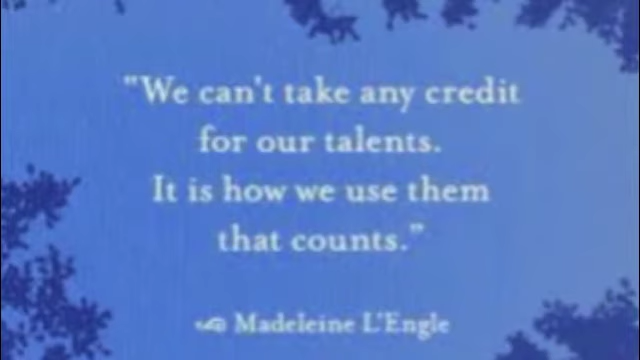 "We can't take any credit
for our talents.
It is how we use them
that counts."
Madeleine L'Engle